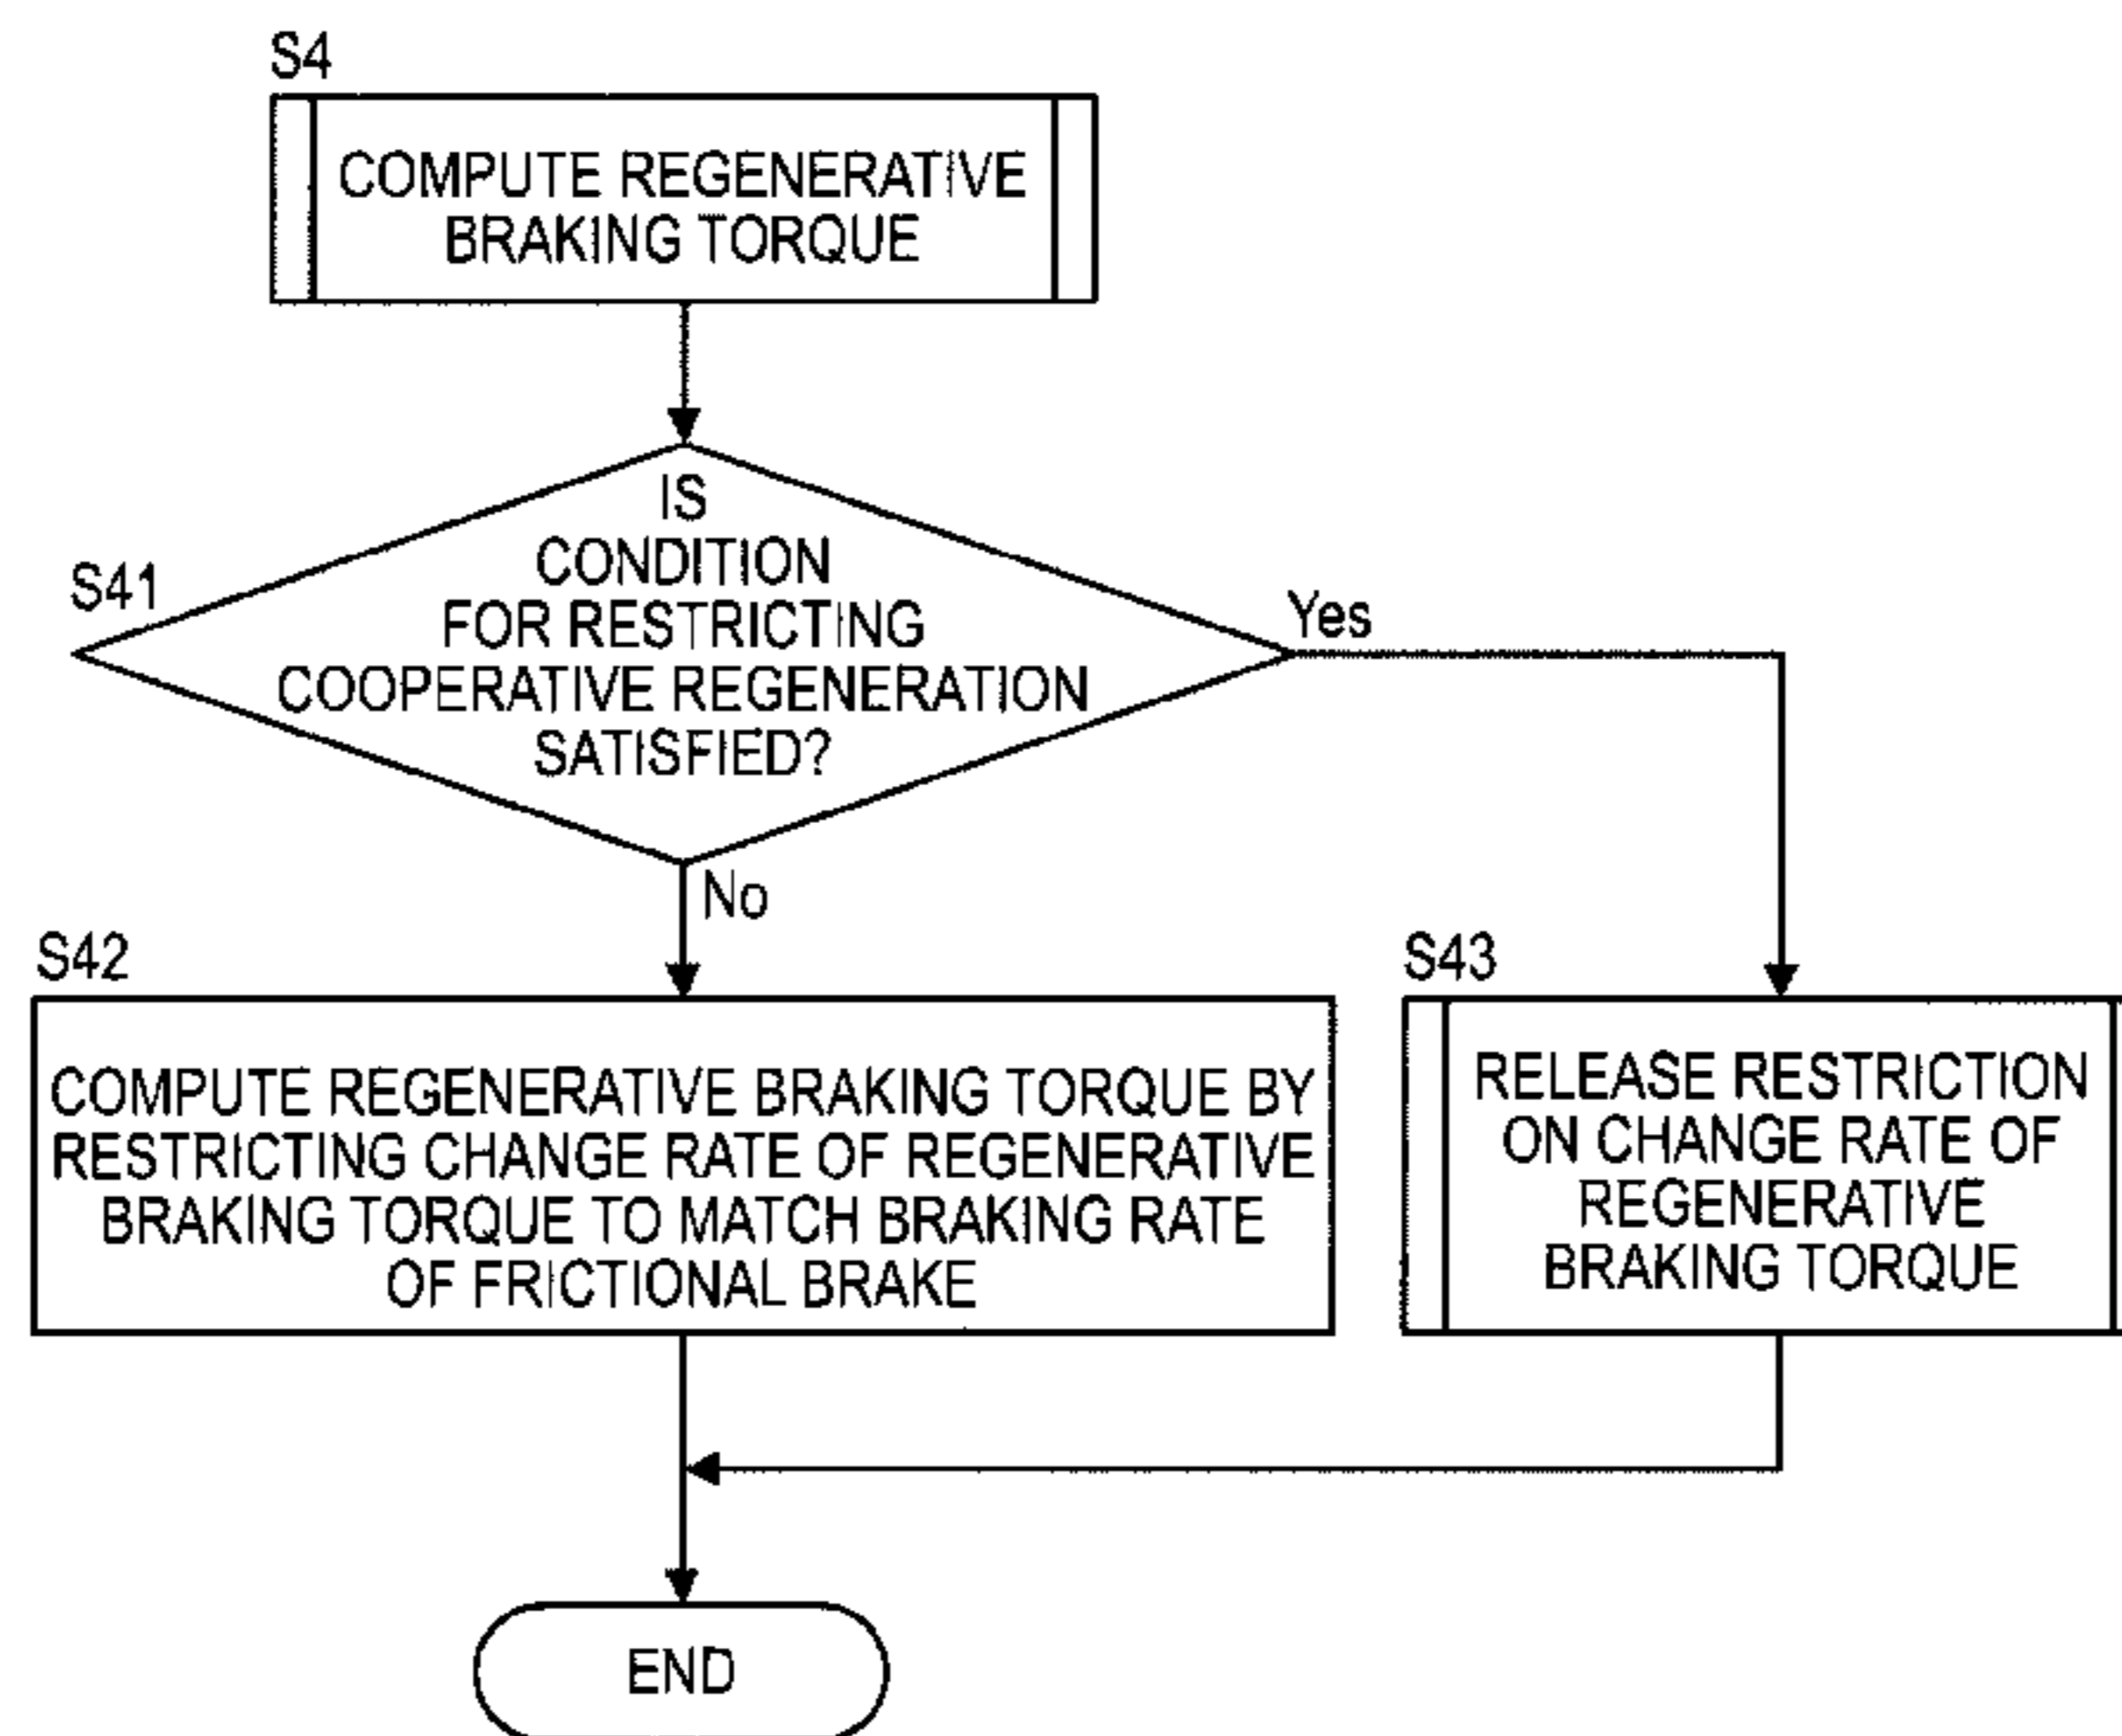 S4
COMPUTE REGENERATIVE
BRAKING TORQUE
IS
CONDITION
FOR RESTRICTING
COOPERATIVE REGENERATION
SATISFIED?
S41
Yes
No
S42
COMPUTE REGENERATIVE BRAKING TORQUE BY
RESTRICTING CHANGE RATE OF REGENERATIVE
BRAKING TORQUE TO MATCH BRAKING RATE
OF FRICTIONAL BRAKE
S43
RELEASE RESTRICTION
ON CHANGE RATE OF
REGENERATIVE
BRAKING TORQUE
END